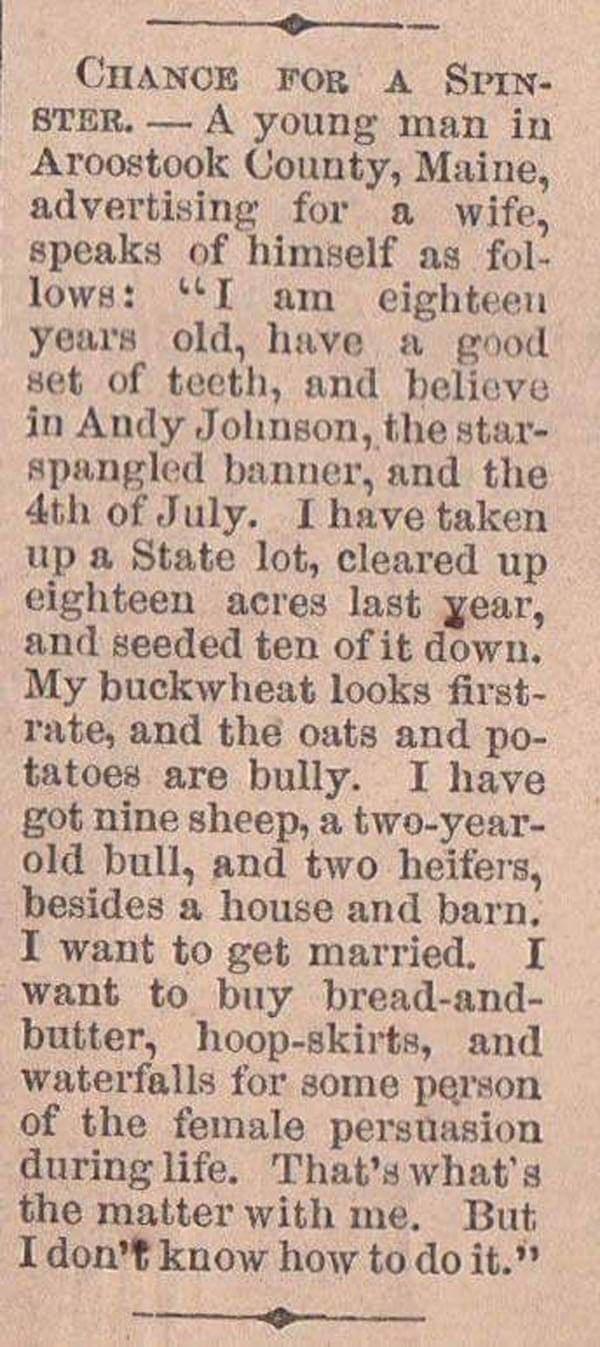 CHANCE FOR A SPIN-
STER. — A young man in
Aroostook County, Maine,
advertising for a wife,
speaks of himself as fol-
lows: “I am eighteen
years old, have a good
set of teeth, and believe
in Andy Johnson, the star-
spangled banner, and the
4th of July. I have taken
up a State lot, cleared up
eighteen acres last year,
and seeded ten of it down.
My buckwheat looks first-
rate, and the oats and po-
tatoes are bully. I have
got nine sheep, a two-year-
old bull, and two heifers,
besides a house and barn.
I want to get married. I
want to buy bread-and-
butter, hoop-skirts, and
waterfalls for some person
of the female persuasion
during life. That’s what’s
the matter with me. But
I don’t know how to do it.”